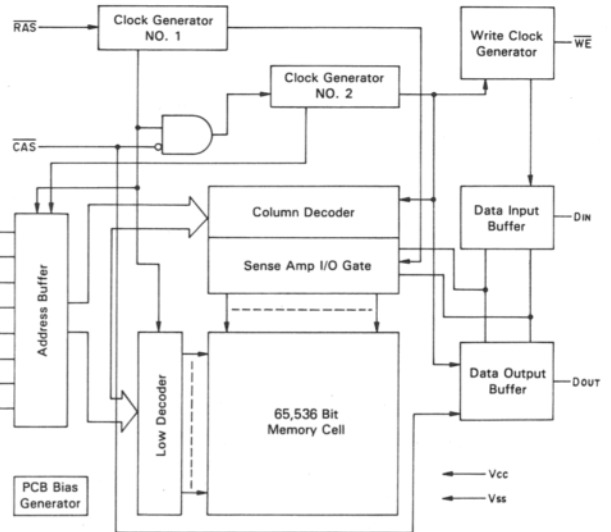 RAS
Clock Generator
NO. 1
Write Clock
Generator
WE
Clock Generator
NO. 2
CAS
Column Decoder
Data Input
Buffer
DIN
Sense Amp I/O Gate
Address Buffer
Low Decoder
65,536 Bit
Memory Cell
Data Output
Buffer
DOUT
PCB Bias
Generator
Vcc
Vss